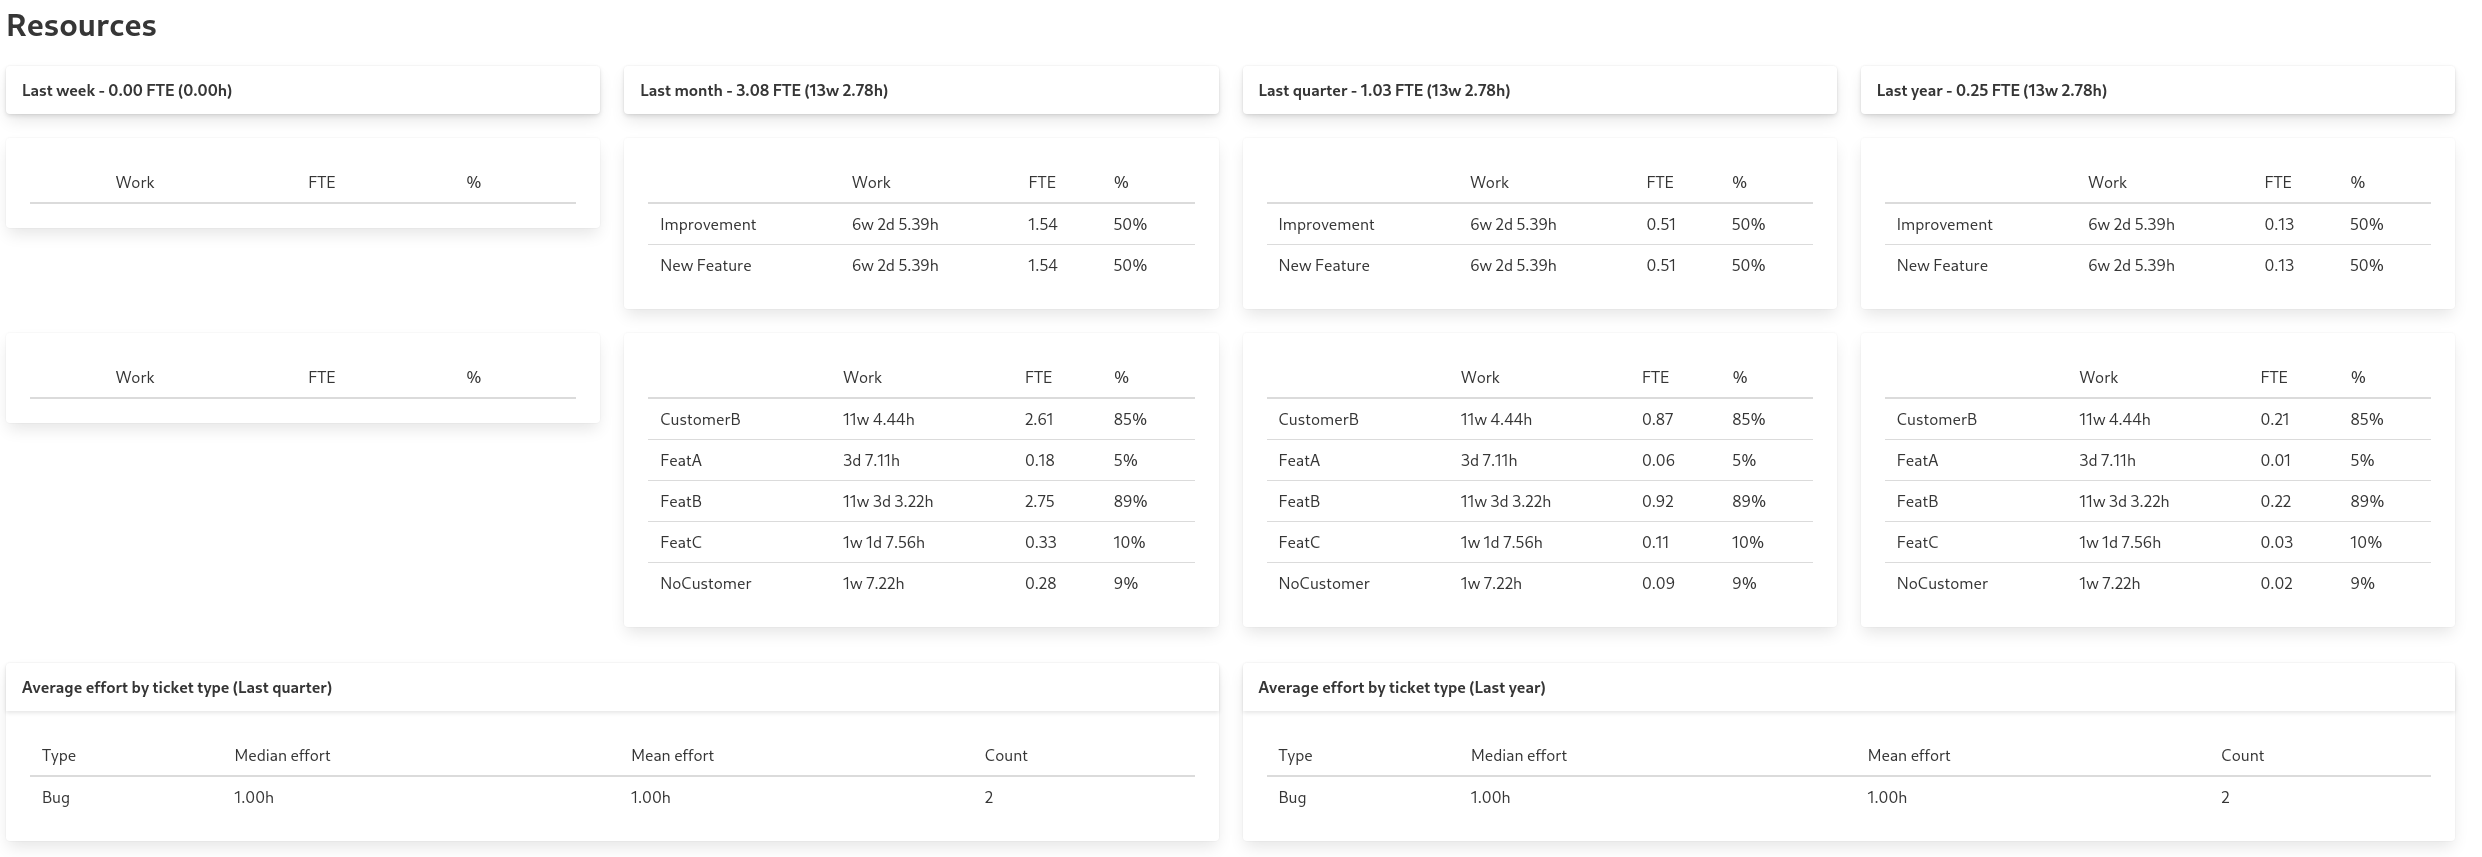 Resources
Last week - 0.00 FTE (0.00h)
Last month - 3.08 FTE (13w 2.78h)
Last quarter - 1.03 FTE (13w 2.78h)
Last year - 0.25 FTE (13w 2.78h)
Work FTE %
Work FTE %
Improvement 6w 2d 5.39h 1.54 50%
New Feature 6w 2d 5.39h 1.54 50%
Work FTE %
Improvement 6w 2d 5.39h 0.51 50%
New Feature 6w 2d 5.39h 0.51 50%
Work FTE %
Improvement 6w 2d 5.39h 0.13 50%
New Feature 6w 2d 5.39h 0.13 50%
Work FTE %
Work FTE %
CustomerB 11w 4.44h 2.61 85%
FeatA 3d 7.11h 0.18 5%
FeatB 11w 3d 3.22h 2.75 89%
FeatC 1w 1d 7.56h 0.33 10%
NoCustomer 1w 7.22h 0.28 9%
Work FTE %
CustomerB 11w 4.44h 0.87 85%
FeatA 3d 7.11h 0.06 5%
FeatB 11w 3d 3.22h 0.92 89%
FeatC 1w 1d 7.56h 0.11 10%
NoCustomer 1w 7.22h 0.09 9%
Work FTE %
CustomerB 11w 4.44h 0.21 85%
FeatA 3d 7.11h 0.01 5%
FeatB 11w 3d 3.22h 0.22 89%
FeatC 1w 1d 7.56h 0.03 10%
NoCustomer 1w 7.22h 0.02 9%
Average effort by ticket type (Last quarter)
Type Median effort Mean effort Count
Bug 1.00h 1.00h 2
Average effort by ticket type (Last year)
Type Median effort Mean effort Count
Bug 1.00h 1.00h 2